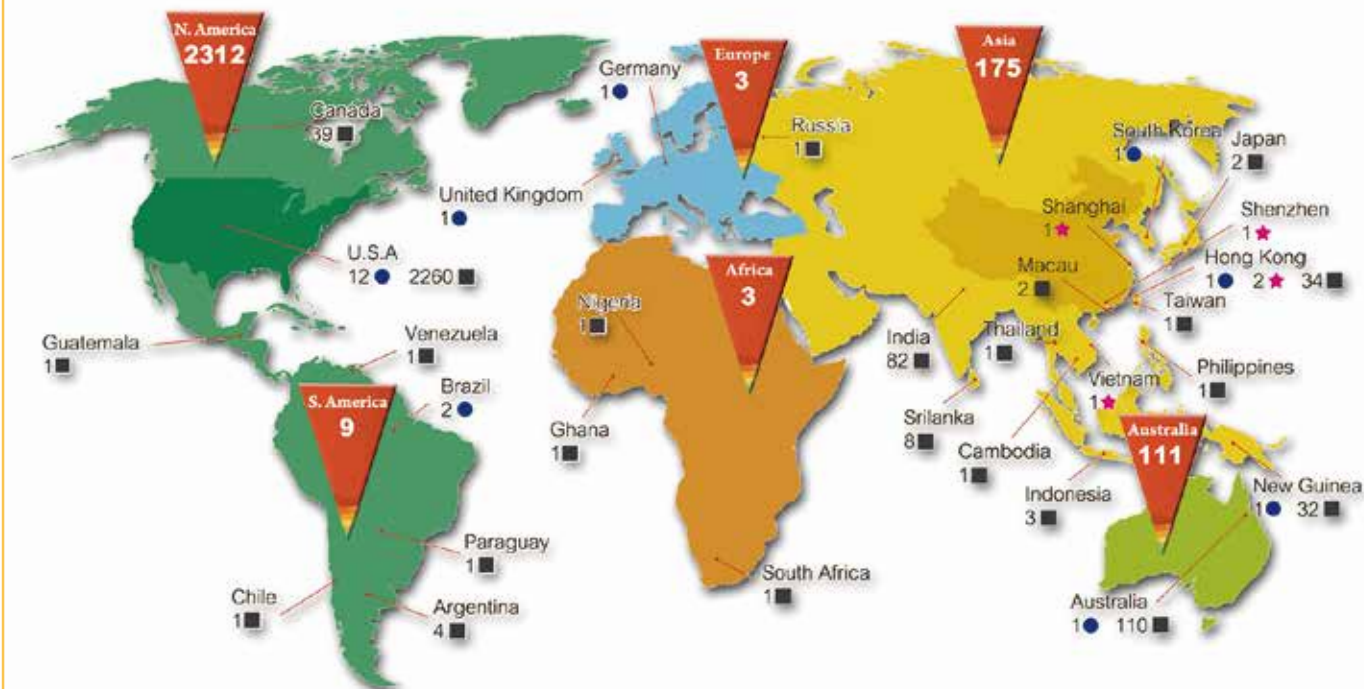 N. America
2312
Canada
39
U.S.A
12 2260
Guatemala
1
Venezuela
1
Brazil
2
S. America
9
Paraguay
1
Chile
1
Argentina
4
Europe
3
Germany
1
United Kingdom
1
Russia
1
Africa
3
Nigeria
1
Ghana
1
South Africa
1
Asia
175
South Korea
1
Japan
2
Shanghai
1
Shenzhen
1
Hong Kong
1 2 34
Macau
2
Taiwan
1
India
82
Thailand
1
Philippines
1
Vietnam
1
Srilanka
8
Cambodia
1
Indonesia
3
New Guinea
1 32
Australia
111
Australia
1 110